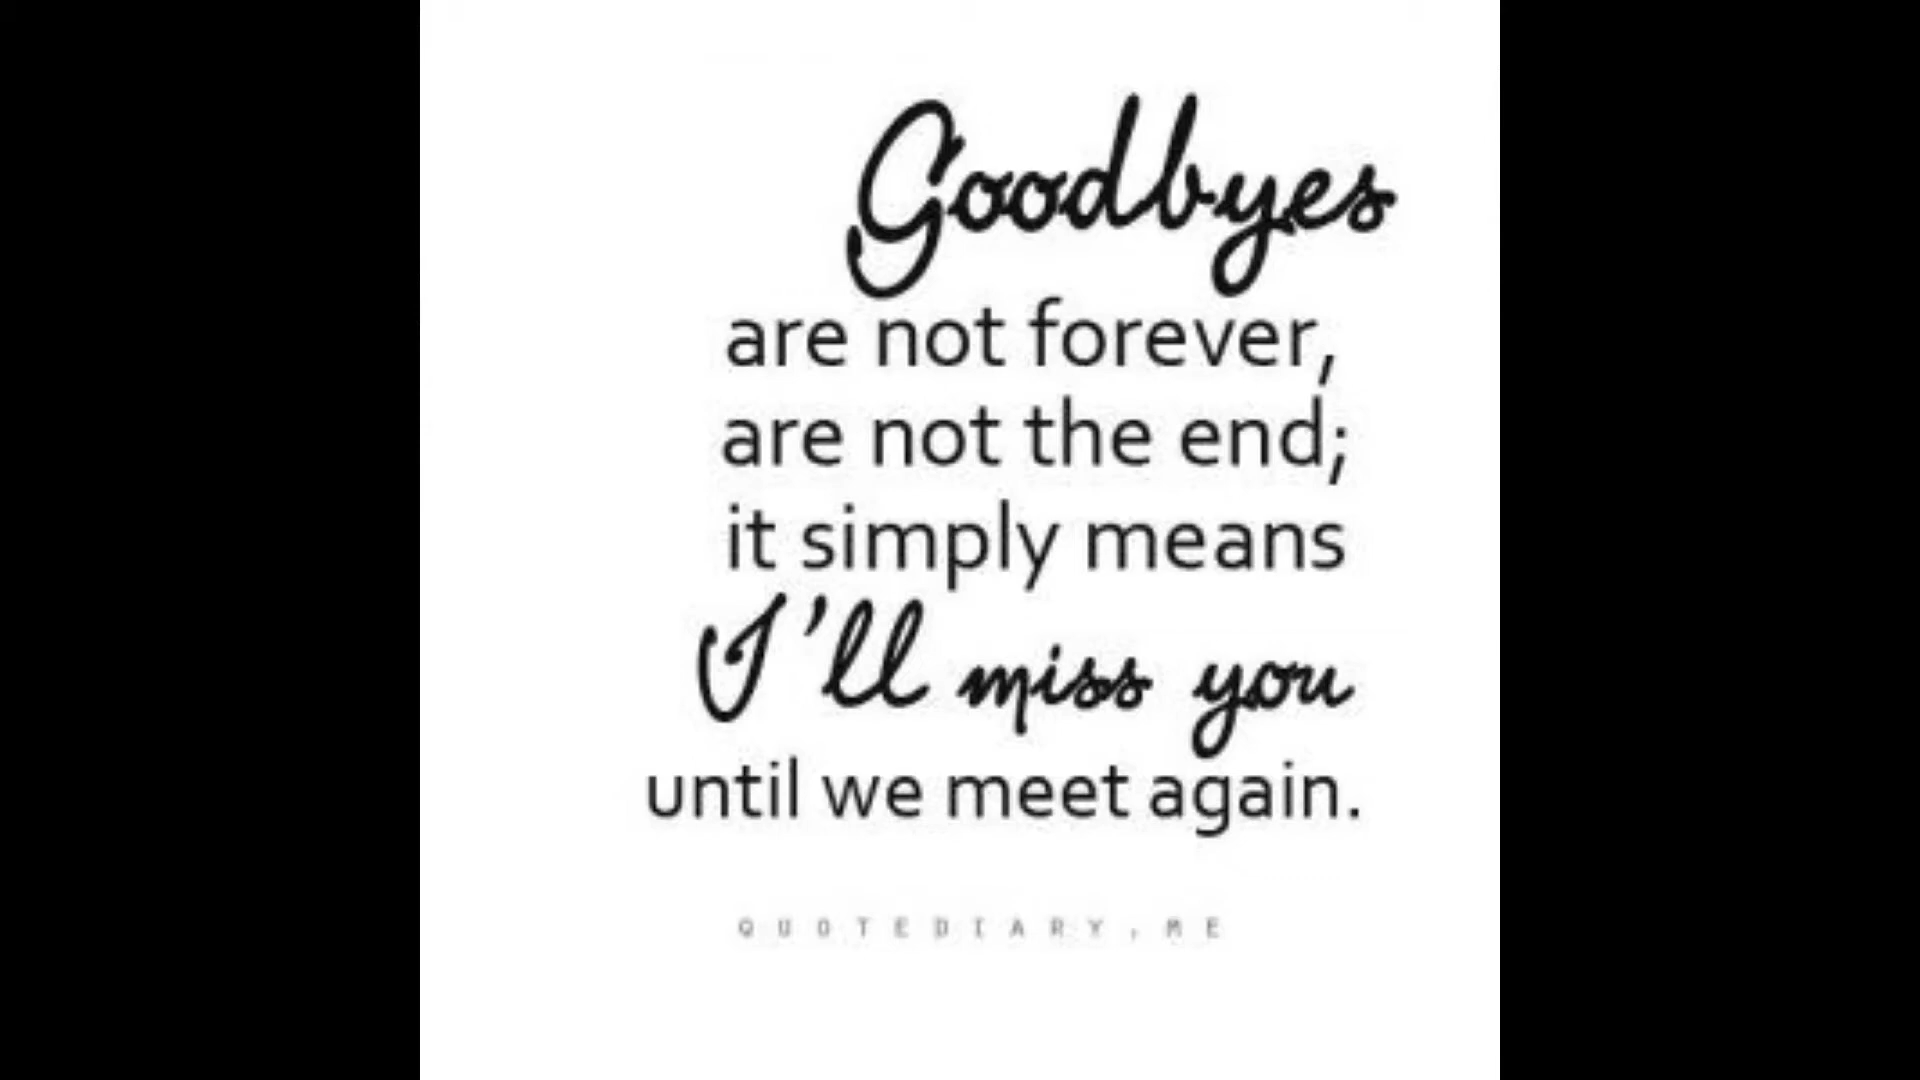 Goodbyes
are not forever,
are not the end;
it simply means
I'll miss you
until we meet again.
QUOTEDIARY.ME